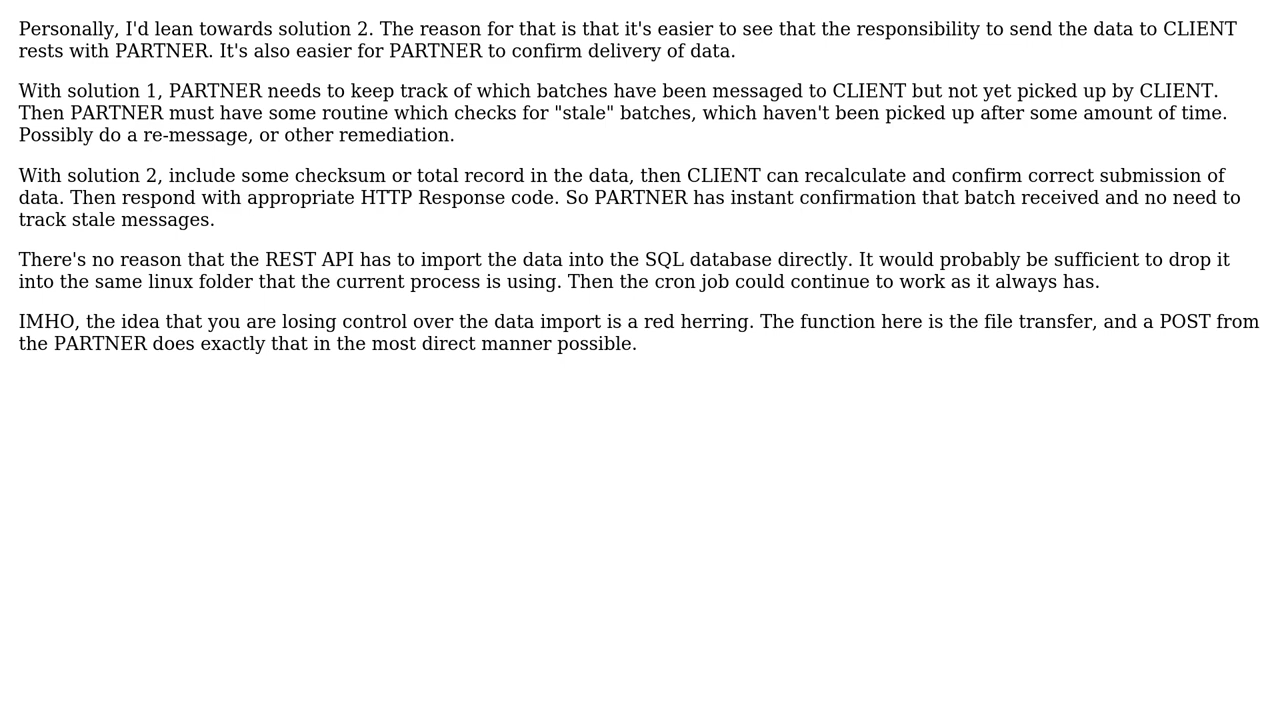 Personally, I'd lean towards solution 2. The reason for that is that it's easier to see that the responsibility to send the data to CLIENT
rests with PARTNER. It's also easier for PARTNER to confirm delivery of data.
With solution 1, PARTNER needs to keep track of which batches have been messaged to CLIENT but not yet picked up by CLIENT.
Then PARTNER must have some routine which checks for "stale" batches, which haven't been picked up after some amount of time.
Possibly do a re-message, or other remediation.
With solution 2, include some checksum or total record in the data, then CLIENT can recalculate and confirm correct submission of
data. Then respond with appropriate HTTP Response code. So PARTNER has instant confirmation that batch received and no need to
track stale messages.
There's no reason that the REST API has to import the data into the SQL database directly. It would probably be sufficient to drop it
into the same linux folder that the current process is using. Then the cron job could continue to work as it always has.
IMHO, the idea that you are losing control over the data import is a red herring. The function here is the file transfer, and a POST from
the PARTNER does exactly that in the most direct manner possible.